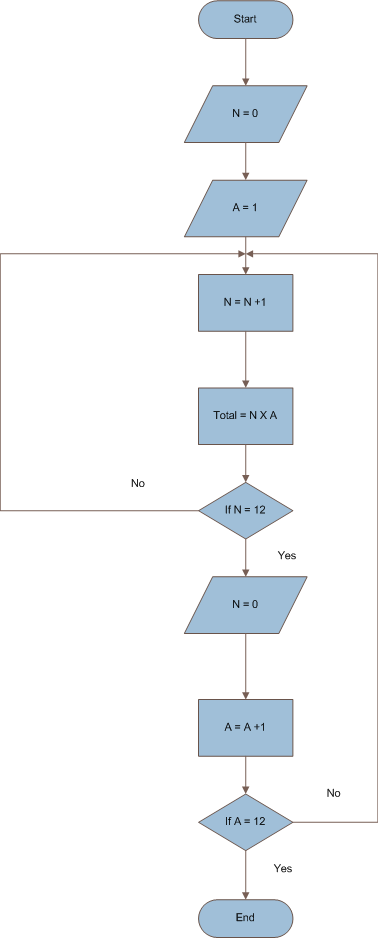 Start
N = 0
A = 1
N = N +1
Total = N X A
No
If N = 12
Yes
N = 0
A = A +1
No
If A = 12
Yes
End